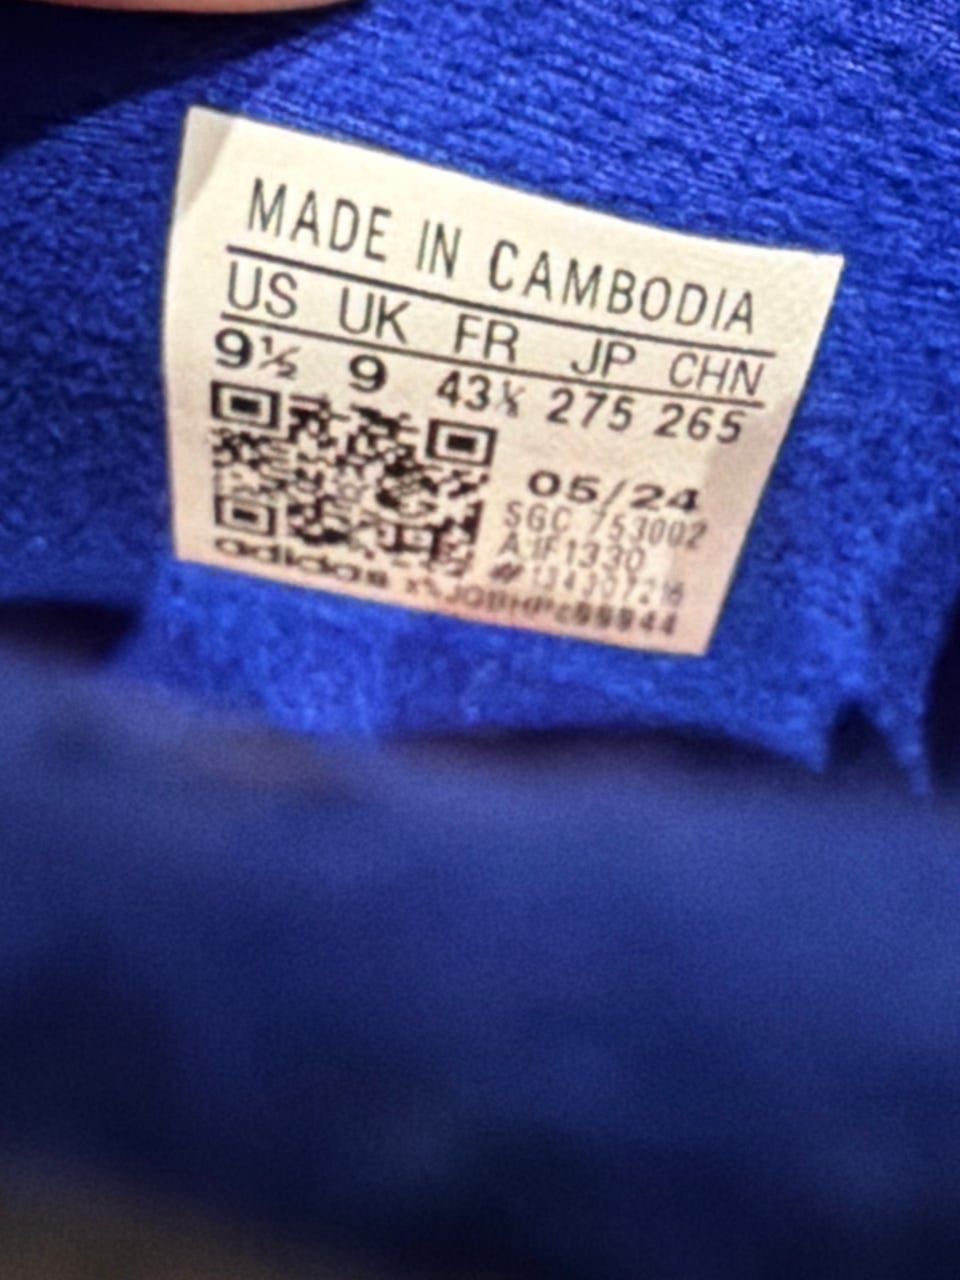 MADE IN CAMBODIA
US UK FR JP CHN
9½ 9 43⅓ 275 265
05/24
SGC 753002
A1F1330
adidas